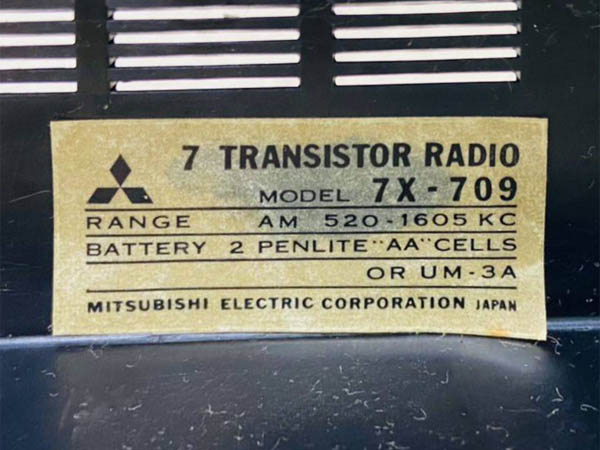 7 TRANSISTOR RADIO
MODEL 7X-709
RANGE AM 520-1605 KC
BATTERY 2 PENLITE "AA" CELLS
OR UM-3A
MITSUBISHI ELECTRIC CORPORATION JAPAN